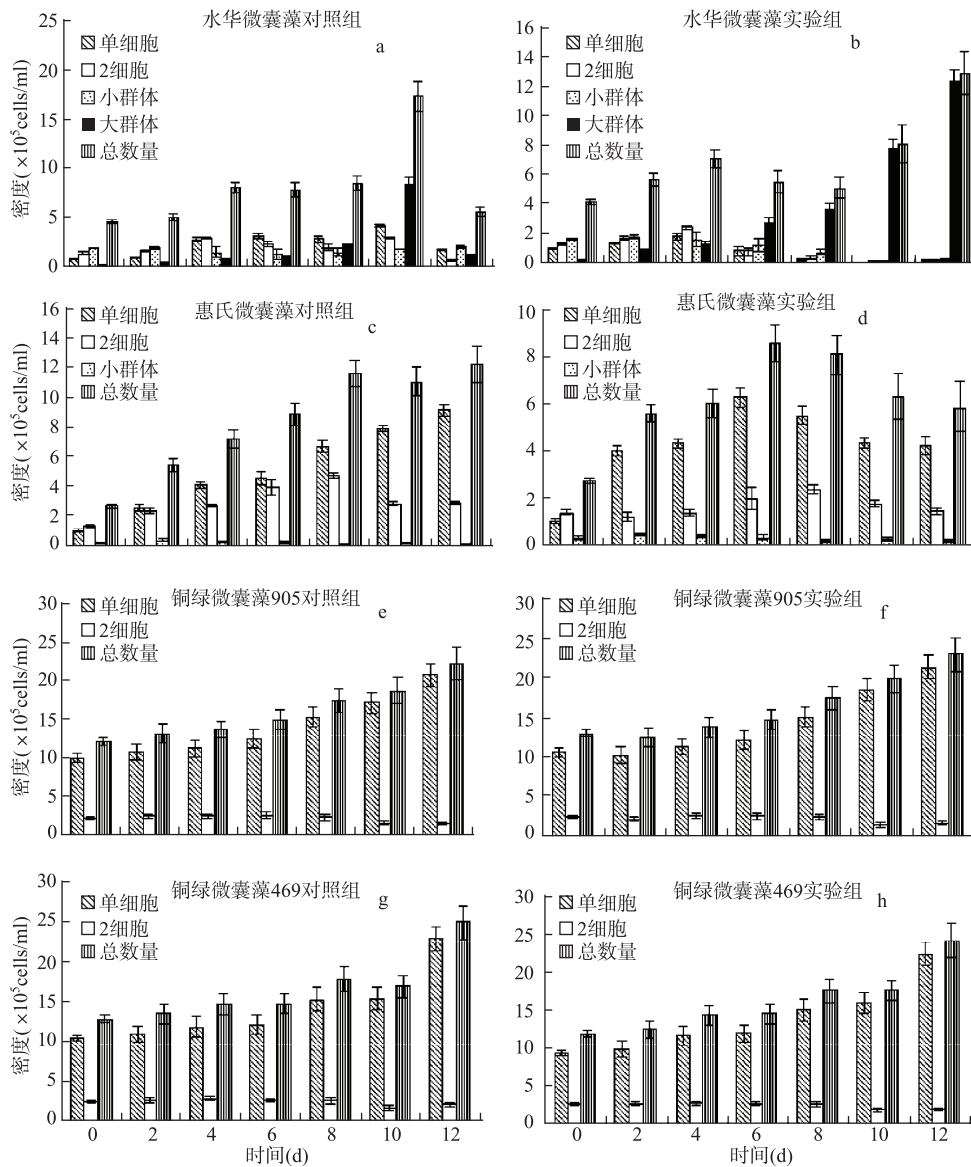 水华微囊藻对照组
a
单细胞
2细胞
小群体
大群体
总数量
密度(×10⁵cells/ml)
25
20
15
10
5
0
水华微囊藻实验组
b
单细胞
2细胞
小群体
大群体
总数量
16
14
12
10
8
6
4
2
0
惠氏微囊藻对照组
c
单细胞
2细胞
小群体
总数量
密度(×10⁵cells/ml)
16
14
12
10
8
6
4
2
0
惠氏微囊藻实验组
d
单细胞
2细胞
小群体
总数量
10
8
6
4
2
0
铜绿微囊藻905对照组
e
单细胞
2细胞
总数量
密度(×10⁵cells/ml)
30
25
20
15
10
5
0
铜绿微囊藻905实验组
f
单细胞
2细胞
总数量
30
25
20
15
10
5
0
铜绿微囊藻469对照组
g
单细胞
2细胞
总数量
密度(×10⁵cells/ml)
30
25
20
15
10
5
0
0 2 4 6 8 10 12
时间(d)
铜绿微囊藻469实验组
h
单细胞
2细胞
总数量
30
25
20
15
10
5
0
0 2 4 6 8 10 12
时间(d)